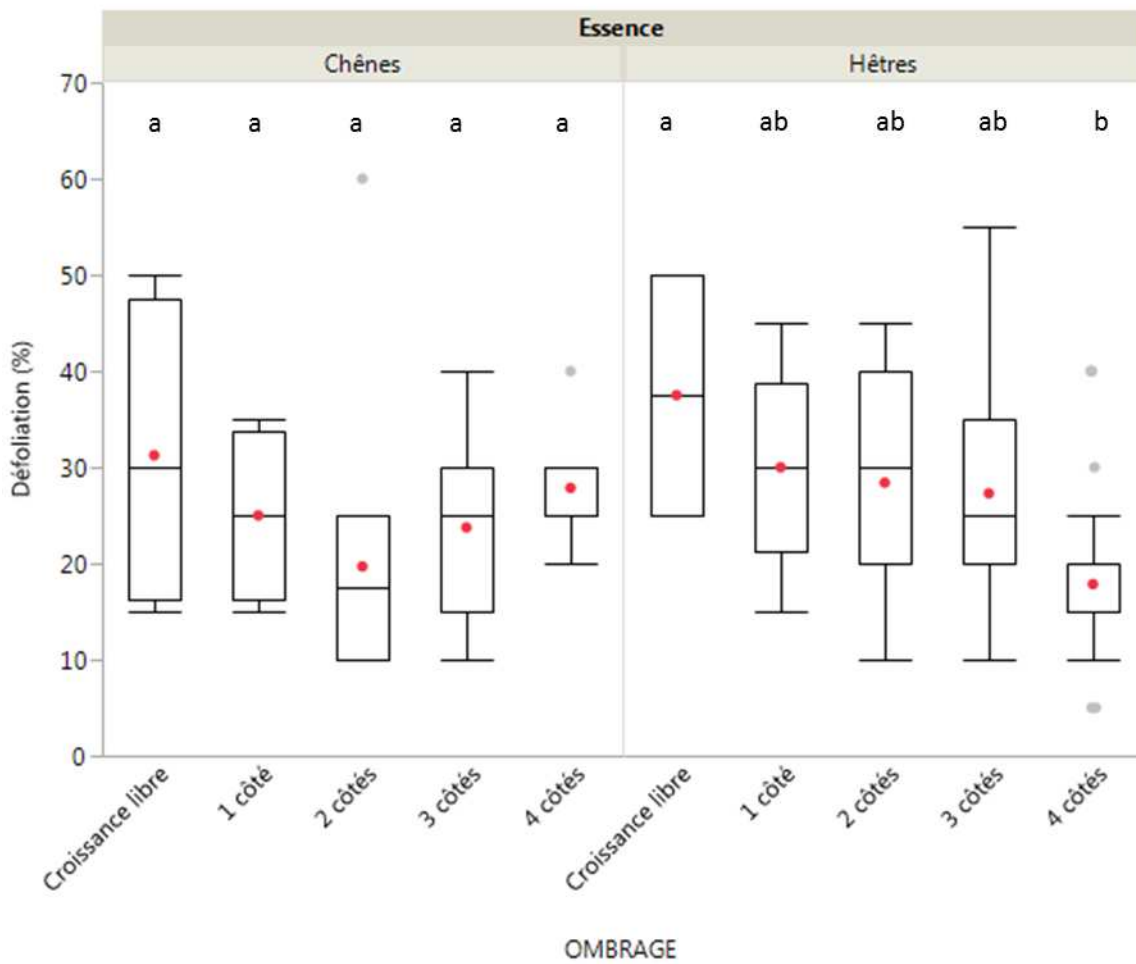 Essence
Chênes Hêtres
70
a a a a a a ab ab ab b
60
50
40
30
20
10
0
Défoliation (%)
Croissance libre 1 côté 2 côtés 3 côtés 4 côtés Croissance libre 1 côté 2 côtés 3 côtés 4 côtés
OMBRAGE